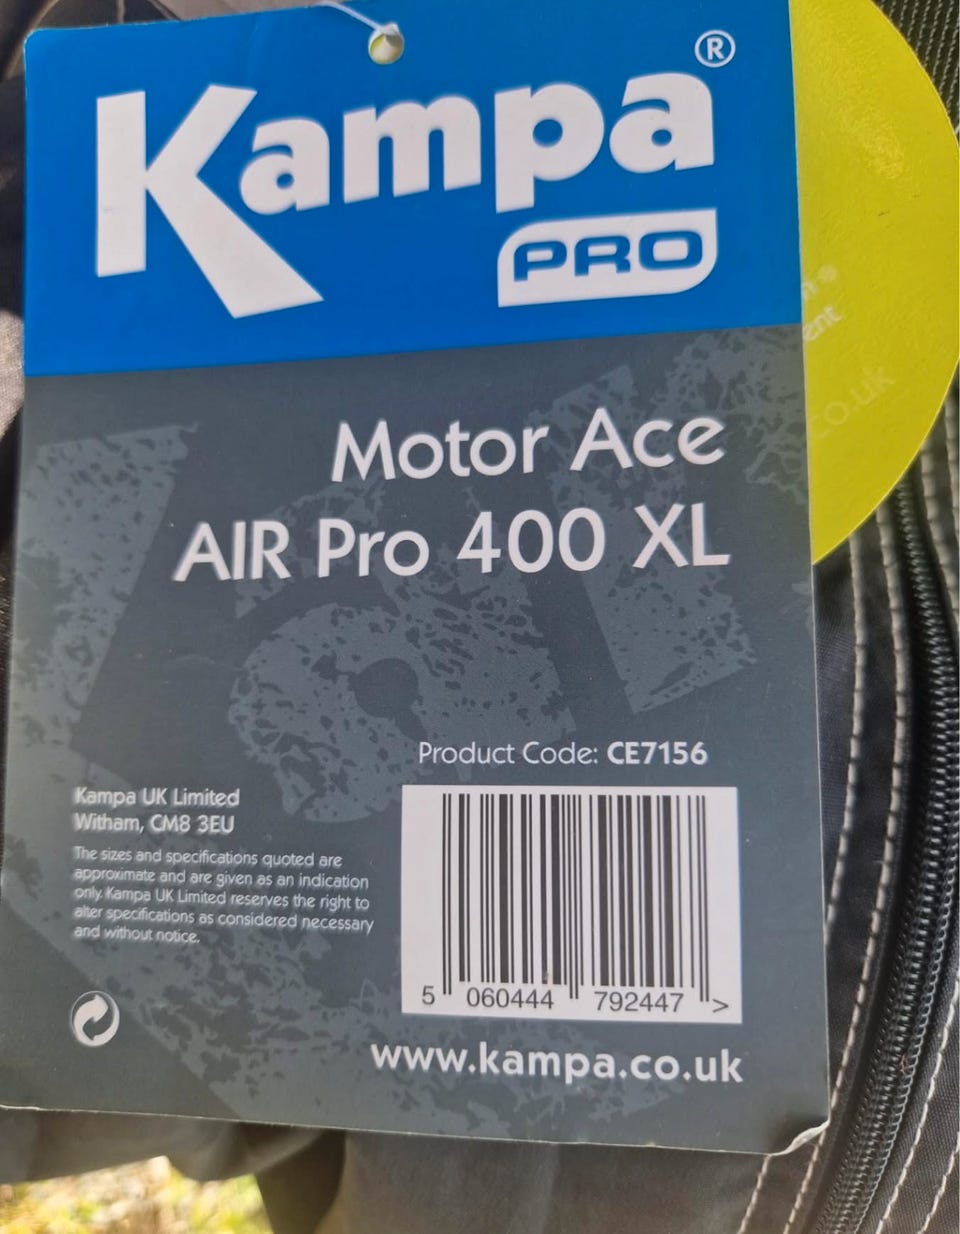 Kampa®
PRO
Motor Ace
AIR Pro 400 XL
Product Code: CE7156
Kampa UK Limited
Witham, CM8 3EU
The sizes and specifications quoted are
approximate and are given as an indication
only. Kampa UK Limited reserves the right to
alter specifications as considered necessary
and without notice.
5 060444 792447 >
www.kampa.co.uk
co.uk